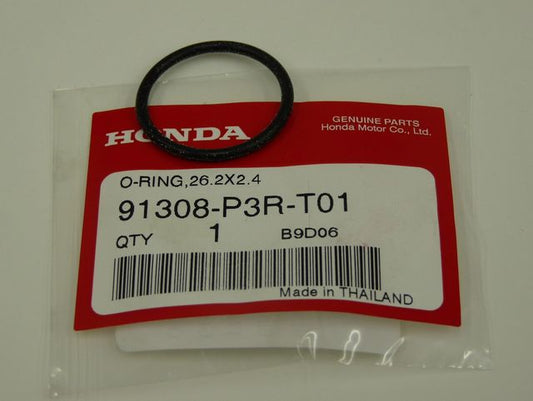 HONDA
GENUINE PARTS
Honda Motor Co., Ltd.
O-RING,26.2X2.4
91308-P3R-T01
QTY 1 B9D06
Made in THAILAND